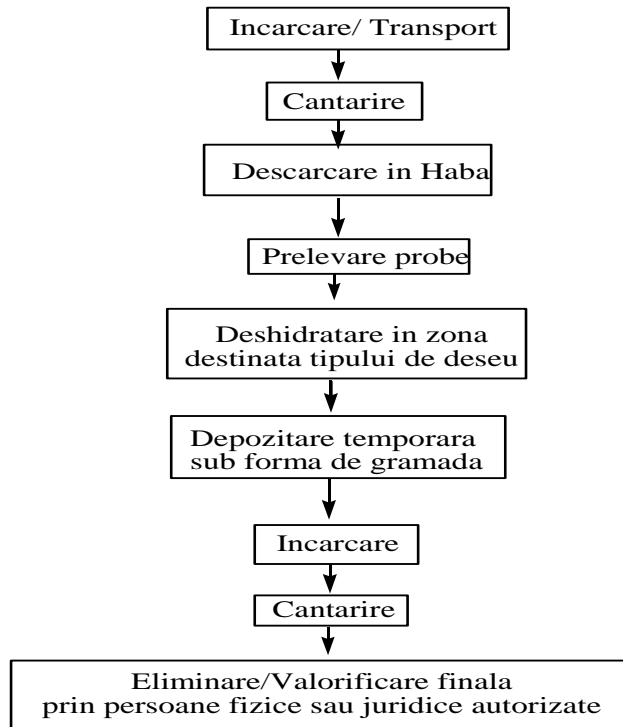 Incarcare/ Transport
Cantarire
Descarcare in Haba
Prelevare probe
Deshidratare in zona
destinata tipului de deseu
Depozitare temporara
sub forma de gramada
Incarcare
Cantarire
Eliminare/Valorificare finala
prin persoane fizice sau juridice autorizate